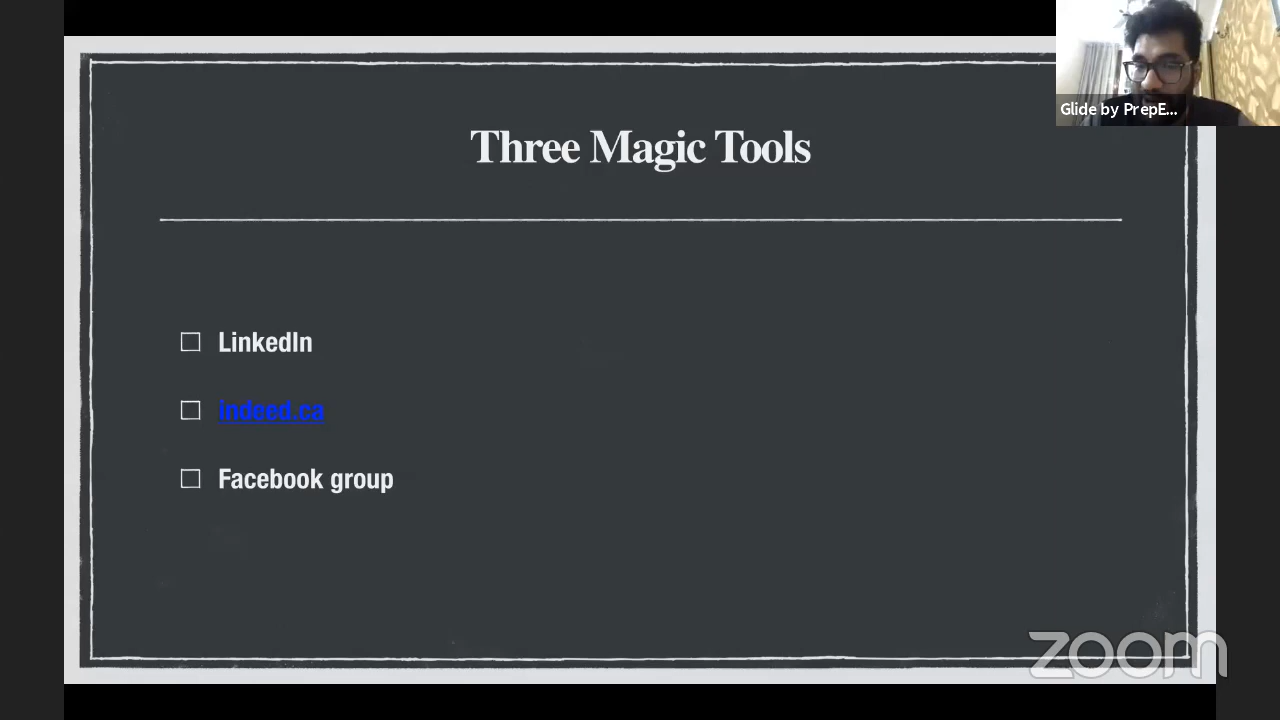 Glide by PrepE...
Three Magic Tools
LinkedIn
indeed.ca
Facebook group
zoom